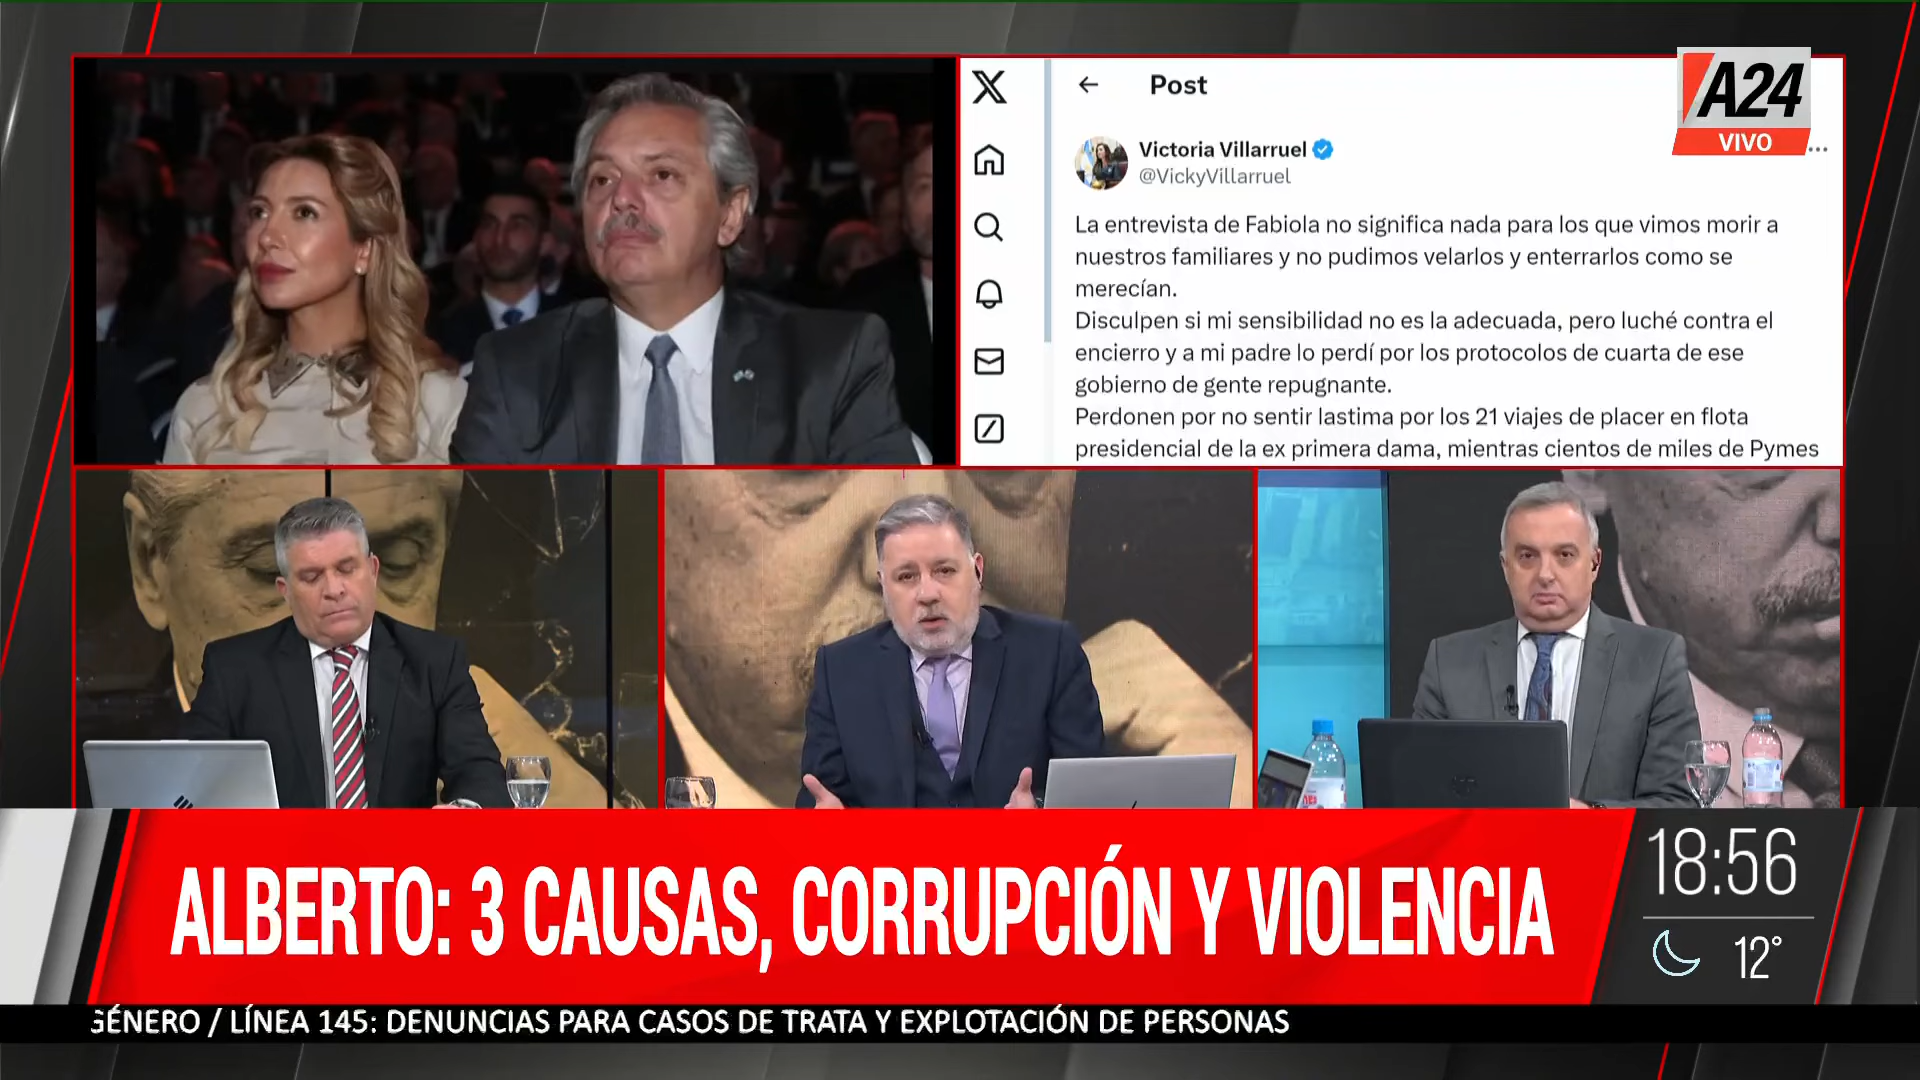 A24
VIVO
Post
Victoria Villarruel
@VickyVillarruel
La entrevista de Fabiola no significa nada para los que vimos morir a
nuestros familiares y no pudimos velarlos y enterrarlos como se
merecían.
Disculpen si mi sensibilidad no es la adecuada, pero luché contra el
encierro y a mi padre lo perdí por los protocolos de cuarta de ese
gobierno de gente repugnante.
Perdonen por no sentir lastima por los 21 viajes de placer en flota
presidencial de la ex primera dama, mientras cientos de miles de Pymes
ALBERTO: 3 CAUSAS, CORRUPCIÓN Y VIOLENCIA
18:56
12°
GÉNERO / LÍNEA 145: DENUNCIAS PARA CASOS DE TRATA Y EXPLOTACIÓN DE PERSONAS